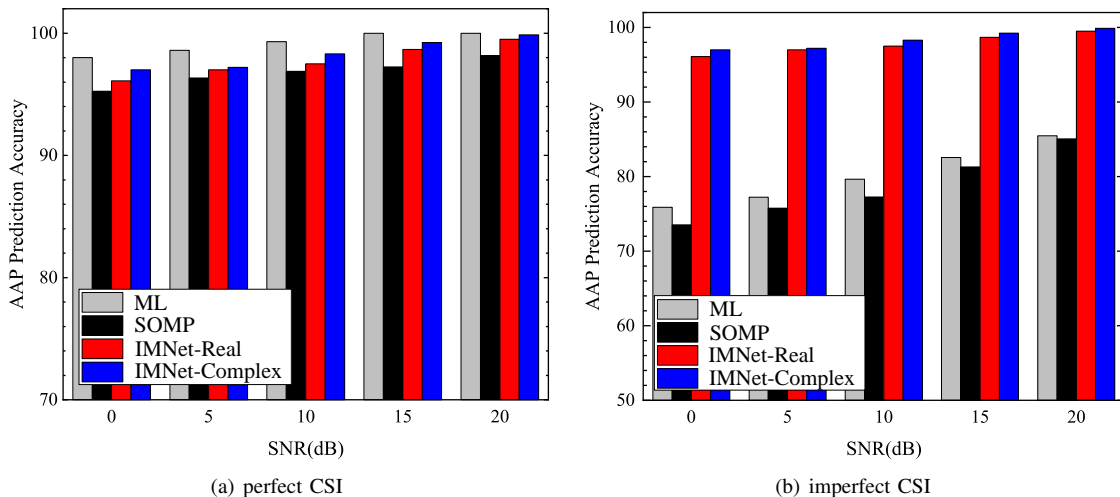 100
90
80
70
AAP Prediction Accuracy
ML
SOMP
IMNet-Real
IMNet-Complex
0 5 10 15 20
SNR(dB)
(a) perfect CSI
100
90
80
70
60
50
AAP Prediction Accuracy
ML
SOMP
IMNet-Real
IMNet-Complex
0 5 10 15 20
SNR(dB)
(b) imperfect CSI